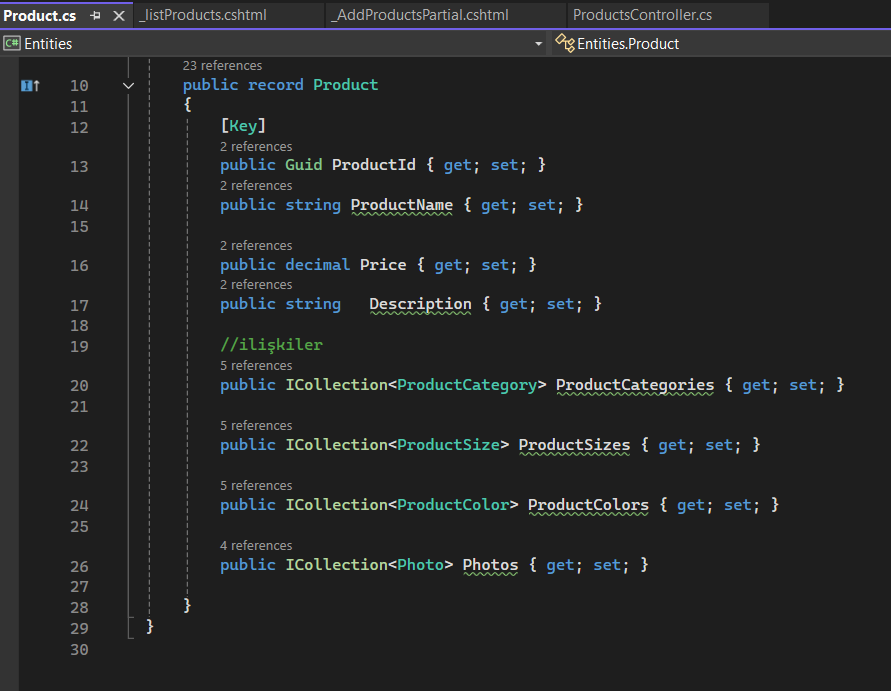 Product.cs _listProducts.cshtml _AddProductsPartial.cshtml ProductsController.cs
C# Entities Entities.Product
23 references
10 public record Product
11 {
12 [Key]
2 references
13 public Guid ProductId { get; set; }
2 references
14 public string ProductName { get; set; }
15
2 references
16 public decimal Price { get; set; }
2 references
17 public string Description { get; set; }
18
19 //ilişkiler
5 references
20 public ICollection<ProductCategory> ProductCategories { get; set; }
21
5 references
22 public ICollection<ProductSize> ProductSizes { get; set; }
23
5 references
24 public ICollection<ProductColor> ProductColors { get; set; }
25
4 references
26 public ICollection<Photo> Photos { get; set; }
27
28 }
29 }
30